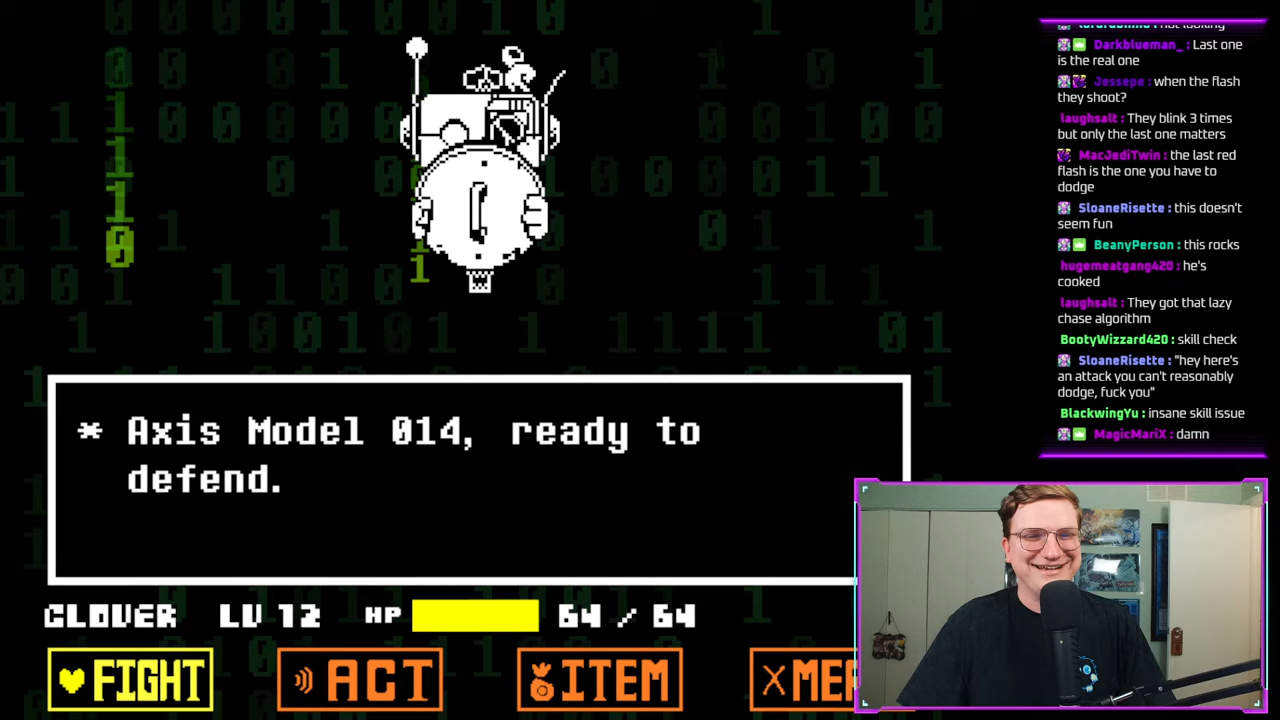 * Axis Model 014, ready to
defend.
CLOVER LV 12 HP 64 / 64
FIGHT
ACT
ITEM
Darkblueman_ : Last one
is the real one
Jessepe : when the flash
they shoot?
laughsalt : They blink 3 times
but only the last one matters
MacJediTwin : the last red
flash is the one you have to
dodge
SloaneRisette : this doesn't
seem fun
BeanyPerson : this rocks
hugemeatgang420 : he's
cooked
laughsalt : They got that lazy
chase algorithm
BootyWizzard420 : skill check
SloaneRisette : "hey here's
an attack you can't reasonably
dodge, fuck you"
BlackwingYu : insane skill issue
MagicMariX : damn